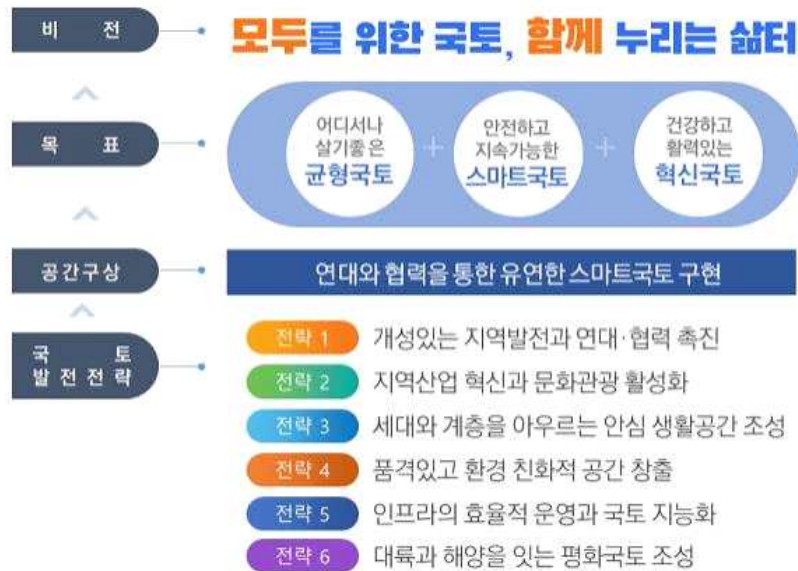 비 전
모두를 위한 국토, 함께 누리는 삶터
목 표
어디서나
살기좋은
균형국토
+
안전하고
지속가능한
스마트국토
+
건강하고
활력있는
혁신국토
공간구상
연대와 협력을 통한 유연한 스마트국토 구현
국 토
발전전략
전략 1 개성있는 지역발전과 연대·협력 촉진
전략 2 지역산업 혁신과 문화관광 활성화
전략 3 세대와 계층을 아우르는 안심 생활공간 조성
전략 4 품격있고 환경 친화적 공간 창출
전략 5 인프라의 효율적 운영과 국토 지능화
전략 6 대륙과 해양을 잇는 평화국토 조성